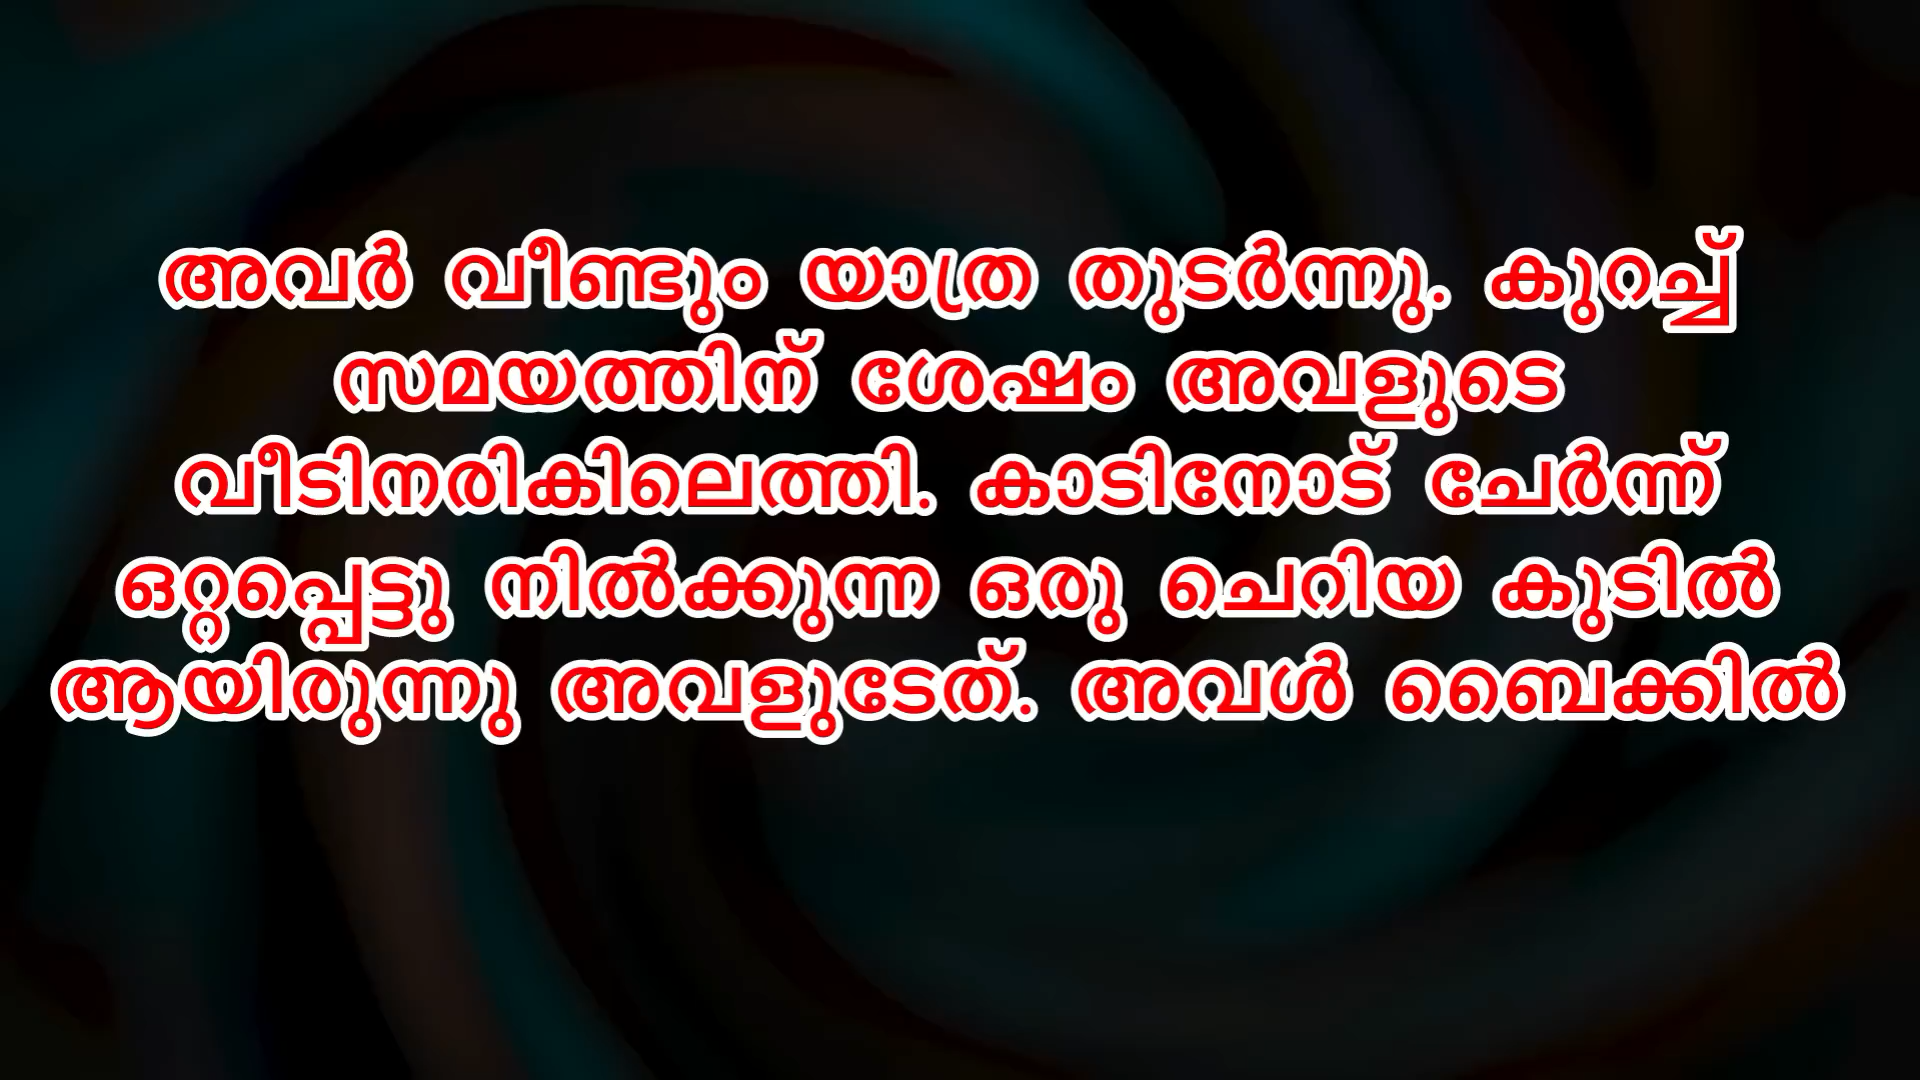 അവർ വീണ്ടും യാത്ര തുടർന്നു. കുറച്ച്
സമയത്തിന് ശേഷം അവളുടെ
വീടിനരികിലെത്തി. കാടിനോട് ചേർന്ന്
ഒറ്റപ്പെട്ടു നിൽക്കുന്ന ഒരു ചെറിയ കുടിൽ
ആയിരുന്നു അവളുടേത്. അവൾ ബൈക്കിൽ